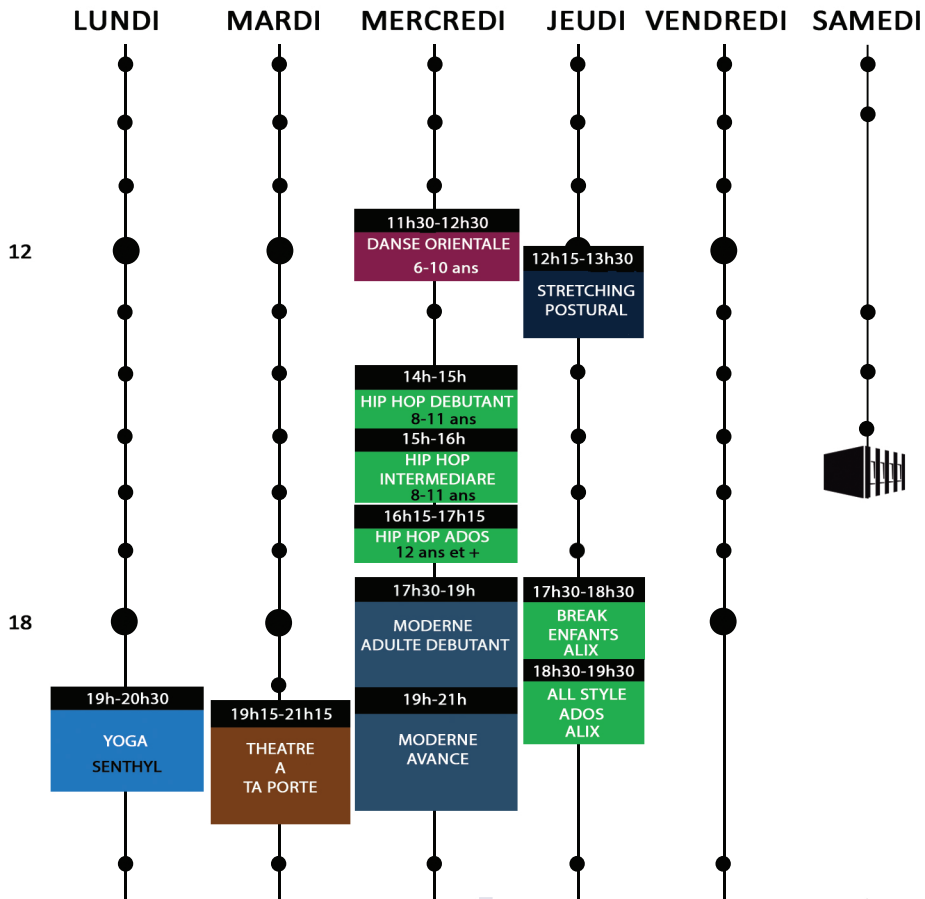 LUNDI
MARDI
MERCREDI
JEUDI
VENDREDI
SAMEDI
12
18
19h-20h30
YOGA
SENTHYL
19h15-21h15
THEATRE
A
TA PORTE
11h30-12h30
DANSE ORIENTALE
6-10 ans
14h-15h
HIP HOP DEBUTANT
8-11 ans
15h-16h
HIP HOP
INTERMEDIARE
8-11 ans
16h15-17h15
HIP HOP ADOS
12 ans et +
17h30-19h
MODERNE
ADULTE DEBUTANT
19h-21h
MODERNE
AVANCE
12h15-13h30
STRETCHING
POSTURAL
17h30-18h30
BREAK
ENFANTS
ALIX
18h30-19h30
ALL STYLE
ADOS
ALIX